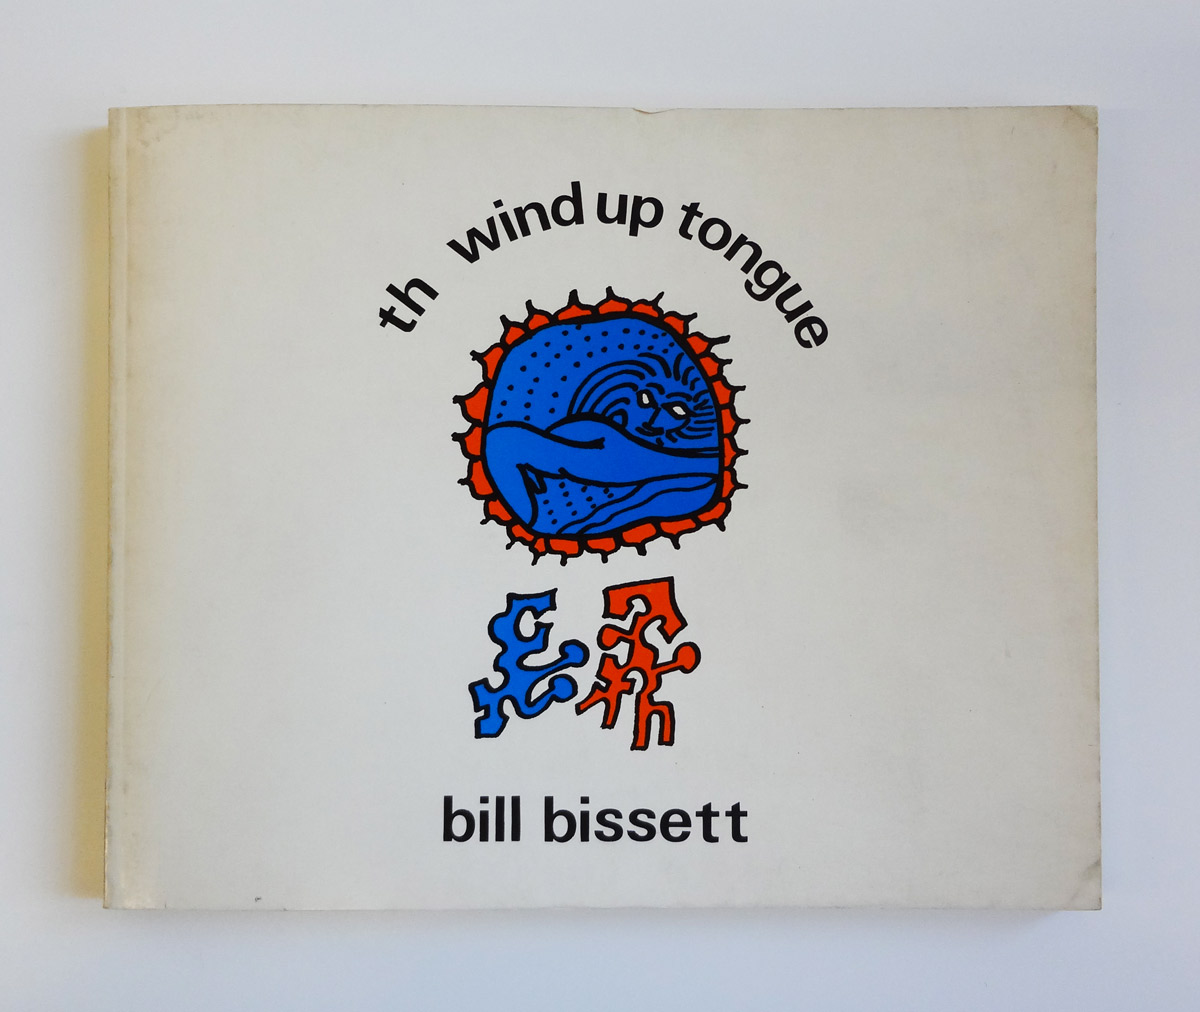 th wind up tongue
bill bissett